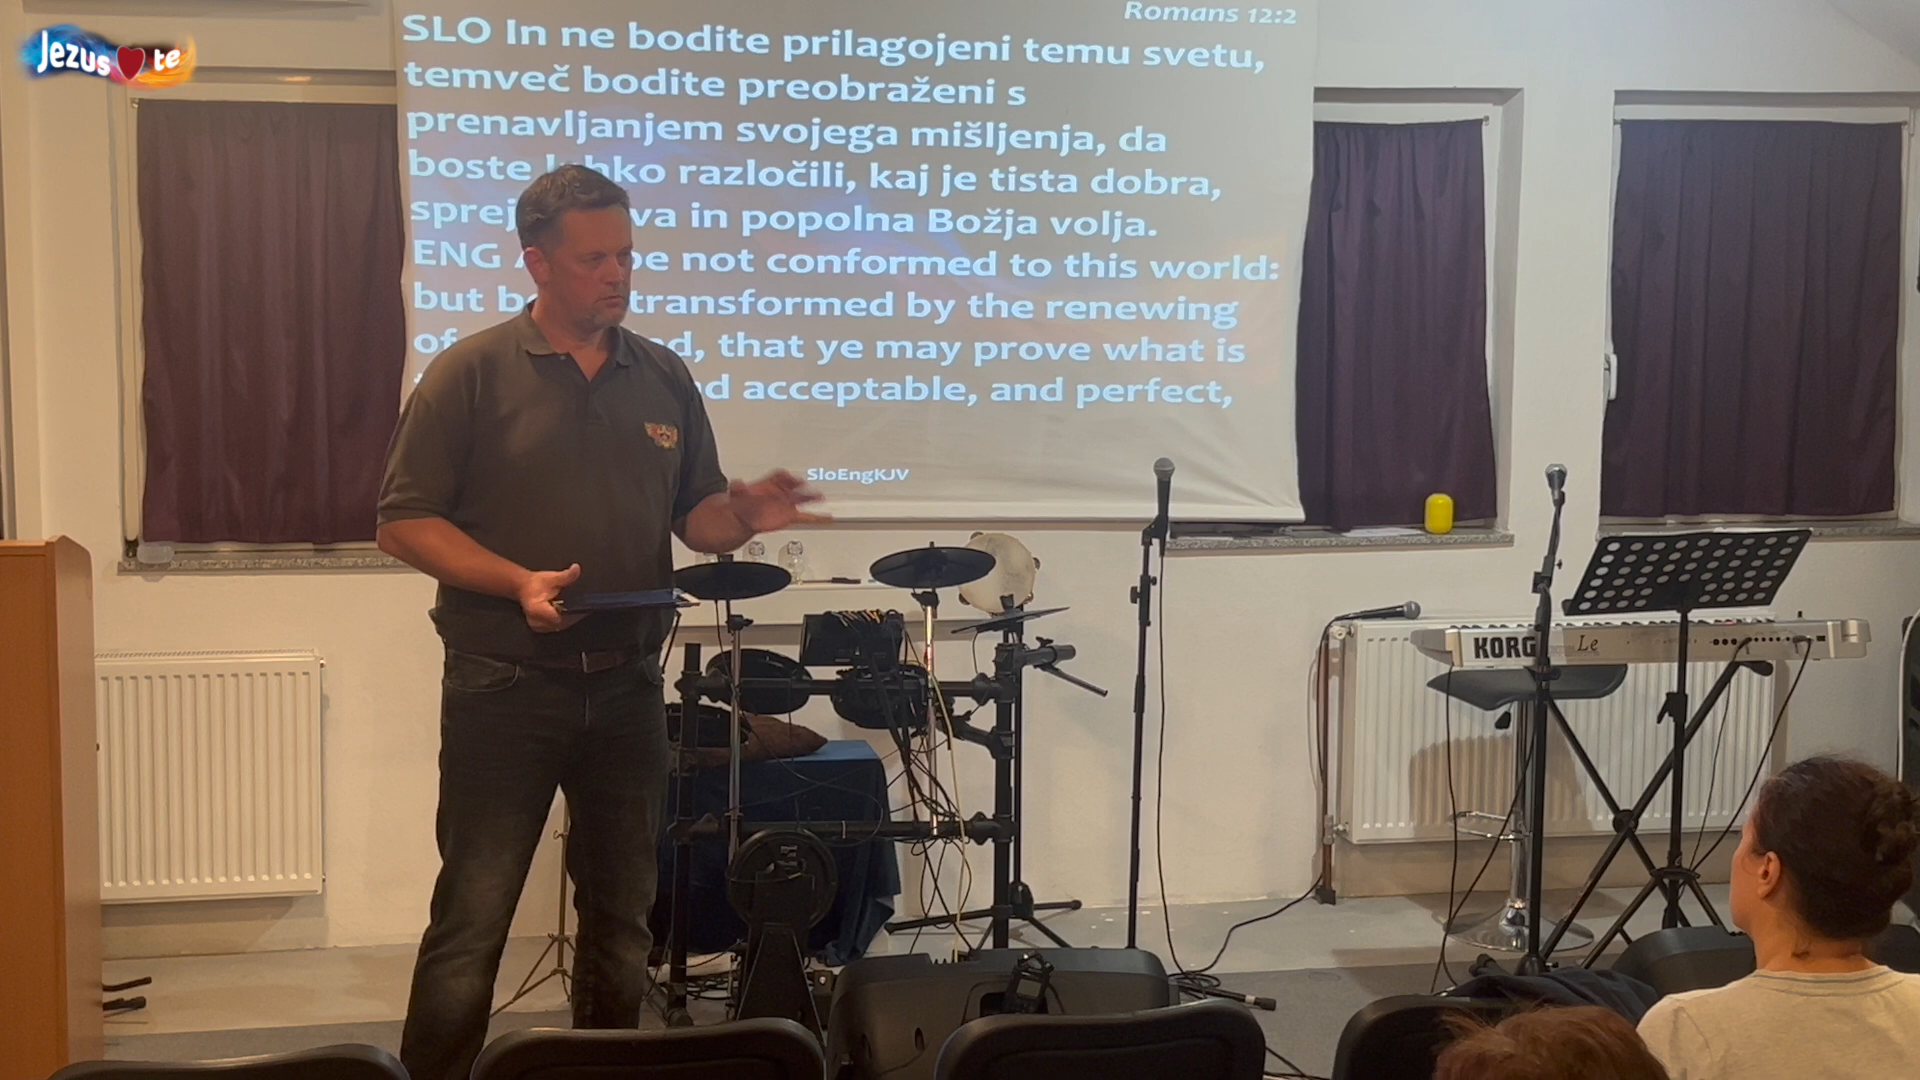 Jezus te
Romans 12:2
SLO In ne bodite prilagojeni temu svetu,
temveč bodite preobraženi s
prenavljanjem svojega mišljenja, da
boste razločili, kaj je tista dobra,
in popolna Božja volja.
ENG be not conformed to this world:
but transformed by the renewing
of that ye may prove what is
acceptable, and perfect,
SloEngKJV
KORG Le